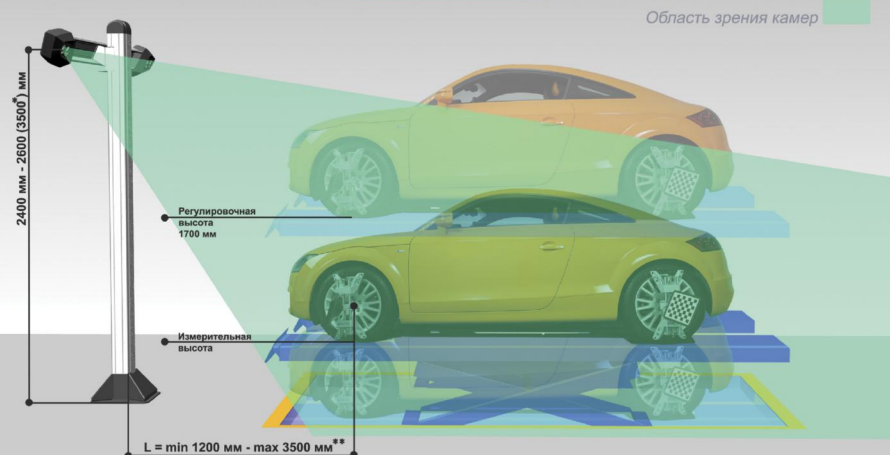 Область зрения камер
2400 мм - 2600 (3500*) мм
Регулировочная
высота
1700 мм
Измерительная
высота
L = min 1200 мм - max 3500 мм**